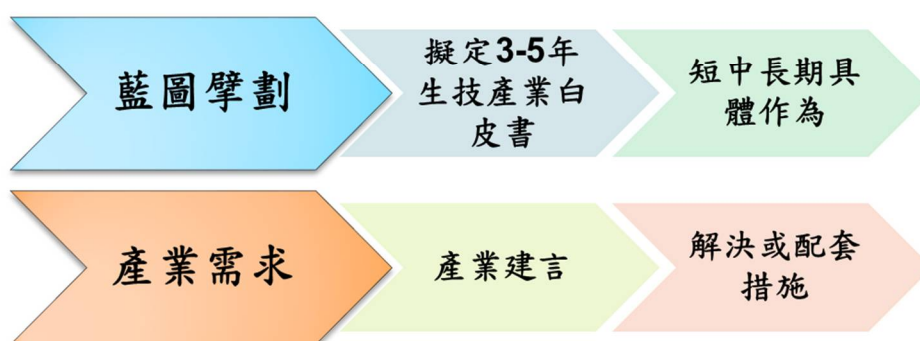 藍圖擘劃
擬定3-5年
生技產業白
皮書
短中長期具
體作為
產業需求
產業建言
解決或配套
措施